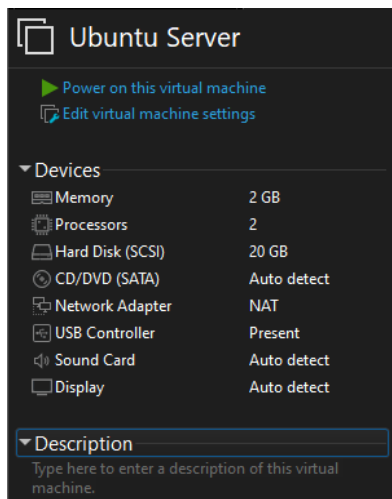 Ubuntu Server
Power on this virtual machine
Edit virtual machine settings
Devices
Memory 2 GB
Processors 2
Hard Disk (SCSI) 20 GB
CD/DVD (SATA) Auto detect
Network Adapter NAT
USB Controller Present
Sound Card Auto detect
Display Auto detect
Description
Type here to enter a description of this virtual
machine.